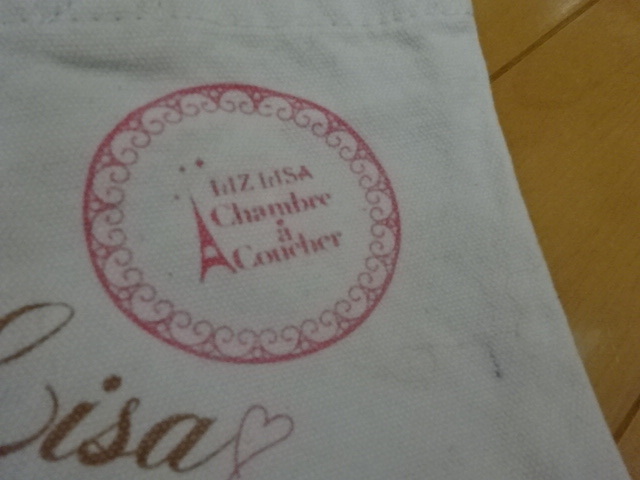 LIZ LISA
Chambre
à
Coucher
Lisa